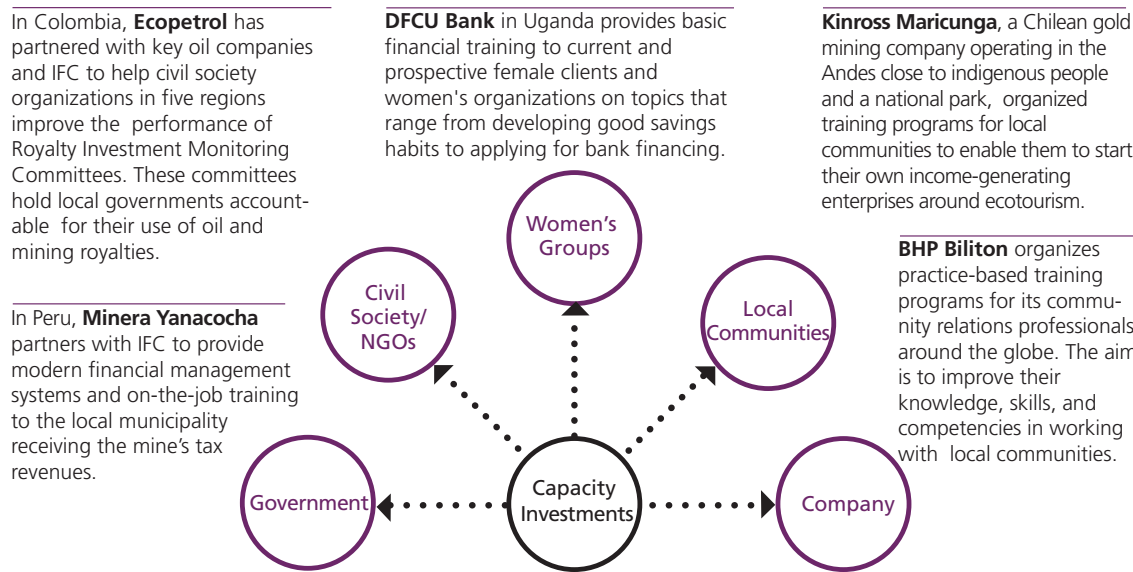 In Colombia, Ecopetrol has
partnered with key oil companies
and IFC to help civil society
organizations in five regions
improve the performance of
Royalty Investment Monitoring
Committees. These committees
hold local governments account-
able for their use of oil and
mining royalties.
DFCU Bank in Uganda provides basic
financial training to current and
prospective female clients and
women's organizations on topics that
range from developing good savings
habits to applying for bank financing.
Kinross Maricunga, a Chilean gold
mining company operating in the
Andes close to indigenous people
and a national park, organized
training programs for local
communities to enable them to start
their own income-generating
enterprises around ecotourism.
In Peru, Minera Yanacocha
partners with IFC to provide
modern financial management
systems and on-the-job training
to the local municipality
receiving the mine's tax
revenues.
BHP Biliton organizes
practice-based training
programs for its commu-
nity relations professionals
around the globe. The aim
is to improve their
knowledge, skills, and
competencies in working
with local communities.
Women's
Groups
Civil
Society/
NGOs
Local
Communities
Government
Capacity
Investments
Company